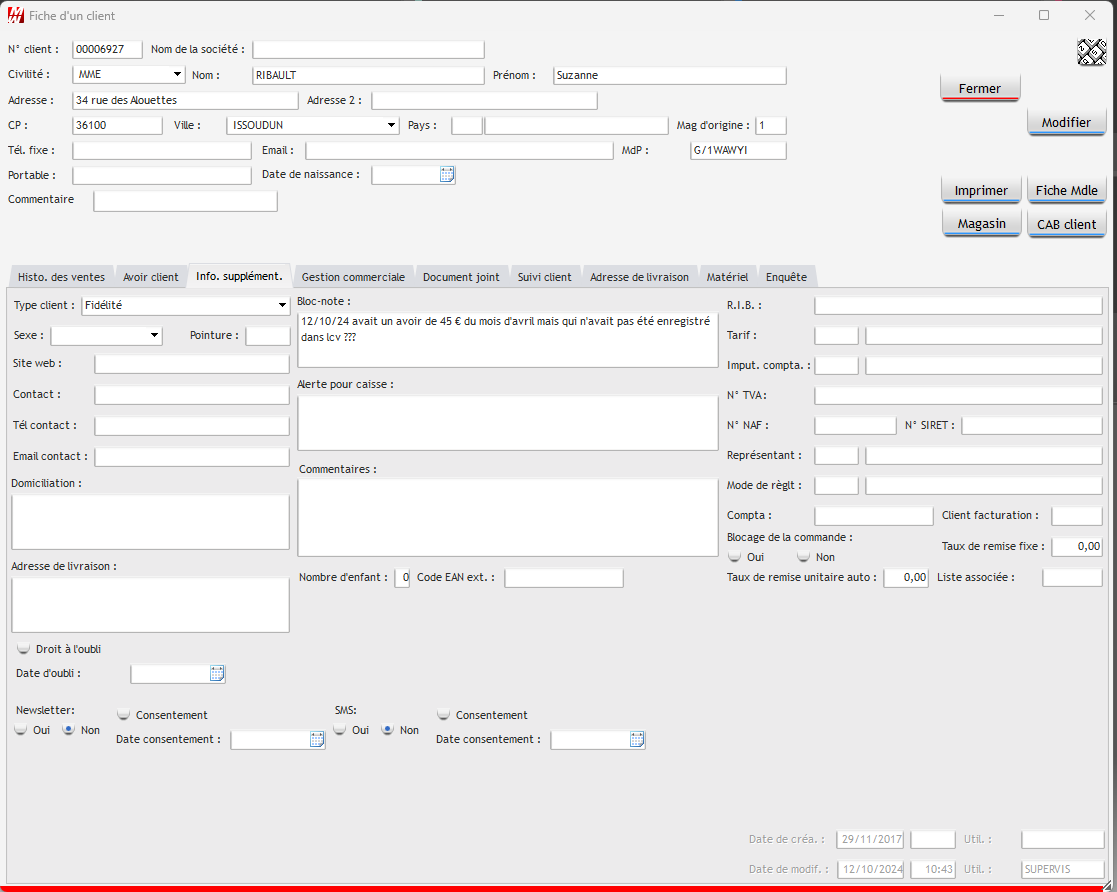 Fiche d'un client
N° client : 00006927 Nom de la société :
Civilité : MME Nom : RIBAULT Prénom : Suzanne
Adresse : 34 rue des Alouettes Adresse 2 :
CP : 36100 Ville : ISSOUDUN Pays : Mag d'origine : 1
Tél. fixe : Email : MdP : G/1WAWYI
Portable : Date de naissance :
Commentaire
Fermer
Modifier
Imprimer Fiche Mdle
Magasin CAB client
Histo. des ventes Avoir client Info. supplément. Gestion commerciale Document joint Suivi client Adresse de livraison Matériel Enquête
Type client : Fidélité
Sexe : Pointure :
Site web :
Contact :
Tél contact :
Email contact :
Domiciliation :
Adresse de livraison :
Droit à l'oubli
Date d'oubli :
Bloc-note :
12/10/24 avait un avoir de 45 € du mois d'avril mais qui n'avait pas été enregistré
dans lcv ???
Alerte pour caisse :
Commentaires :
Nombre d'enfant : 0 Code EAN ext. :
R.I.B. :
Tarif :
Imput. compta. :
N° TVA :
N° NAF : N° SIRET :
Représentant :
Mode de règlt :
Compta : Client facturation :
Blocage de la commande :
Oui Non Taux de remise fixe : 0,00
Taux de remise unitaire auto : 0,00 Liste associée :
Newsletter: Consentement SMS: Consentement
Oui Non Date consentement : Oui Non Date consentement :
Date de créa. : 29/11/2017 Util. :
Date de modif. : 12/10/2024 10:43 Util. : SUPERVIS